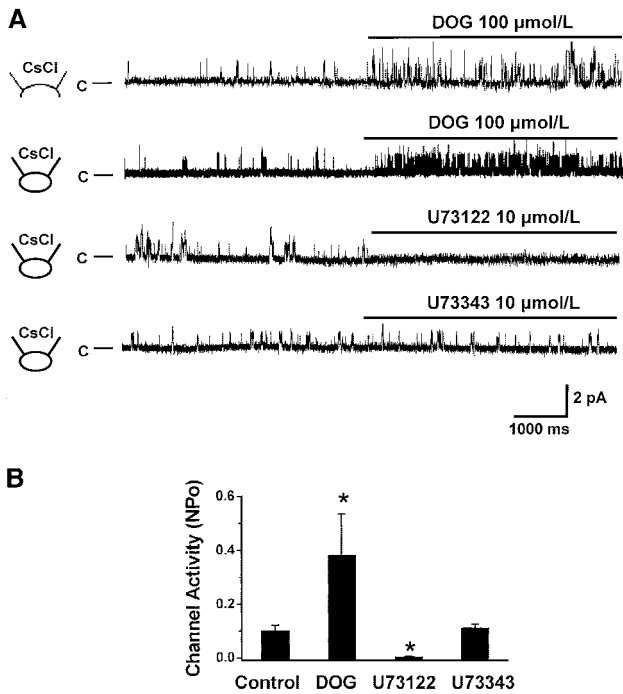 A
DOG 100 μmol/L
CsCl
C
DOG 100 μmol/L
CsCl
C
U73122 10 μmol/L
CsCl
C
U73343 10 μmol/L
CsCl
C
2 pA
1000 ms
B
Channel Activity (NPo)
0.6
*
0.4
0.2
*
0.0
Control DOG U73122 U73343